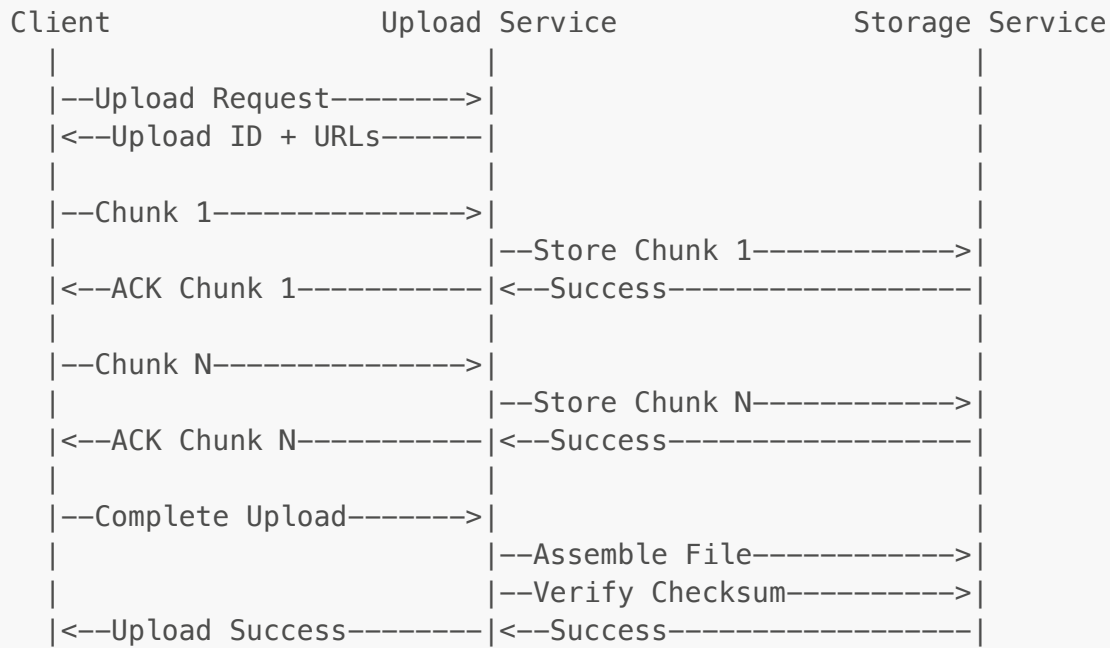 Client                Upload Service              Storage Service
  |                         |                            |
  |--Upload Request-------->|                            |
  |<--Upload ID + URLs------|                            |
  |                         |                            |
  |--Chunk 1--------------->|                            |
  |                         |--Store Chunk 1------------>|
  |<--ACK Chunk 1-----------|<--Success------------------|
  |                         |                            |
  |--Chunk N--------------->|                            |
  |                         |--Store Chunk N------------>|
  |<--ACK Chunk N-----------|<--Success------------------|
  |                         |                            |
  |--Complete Upload------->|                            |
  |                         |--Assemble File------------>|
  |                         |--Verify Checksum---------->|
  |<--Upload Success--------|<--Success------------------|